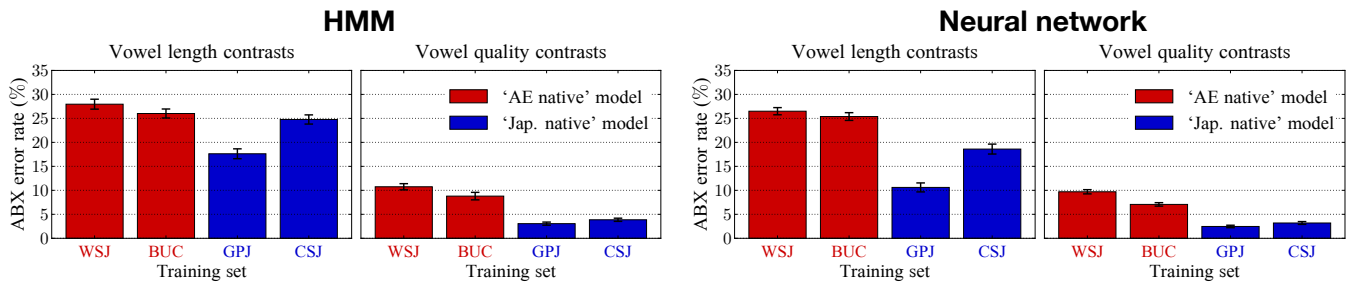 HMM
Vowel length contrasts
Vowel quality contrasts
ABX error rate (%)
35
30
25
20
15
10
5
0
'AE native' model
'Jap. native' model
WSJ BUC GPJ CSJ
WSJ BUC GPJ CSJ
Training set
Training set
Neural network
Vowel length contrasts
Vowel quality contrasts
ABX error rate (%)
35
30
25
20
15
10
5
0
'AE native' model
'Jap. native' model
WSJ BUC GPJ CSJ
WSJ BUC GPJ CSJ
Training set
Training set